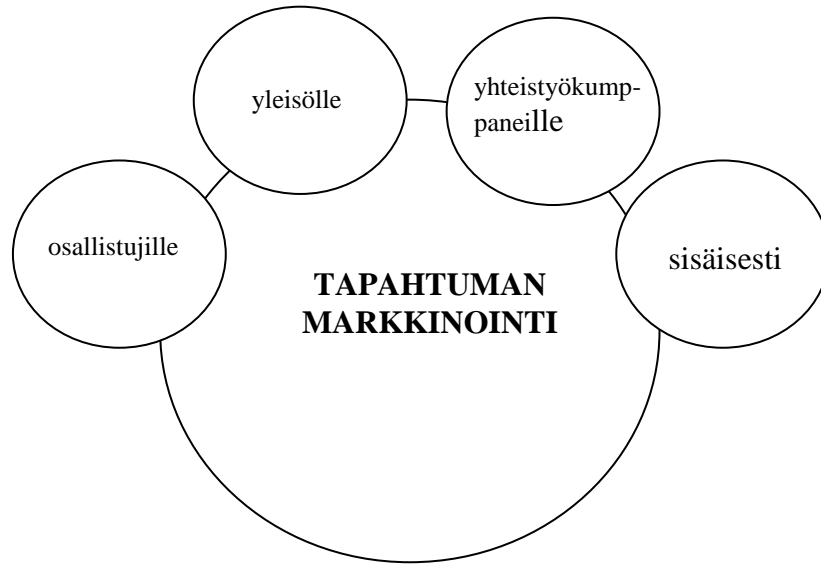 yleisölle
yhteistyökump-
paneille
osallistujille
sisäisesti
TAPAHTUMAN
MARKKINOINTI